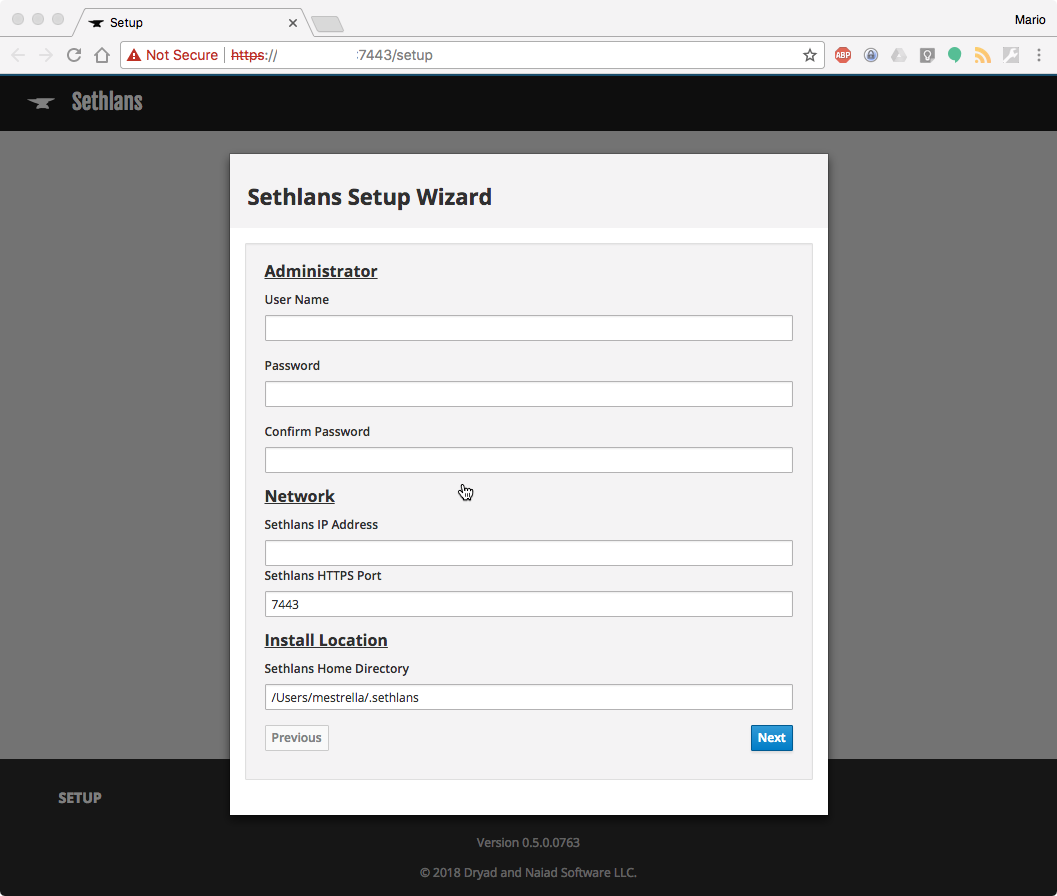 Setup
Mario
Not Secure https:// :7443/setup
ABP
Sethlans
Sethlans Setup Wizard
Administrator
User Name
Password
Confirm Password
Network
Sethlans IP Address
Sethlans HTTPS Port
7443
Install Location
Sethlans Home Directory
/Users/mestrella/.sethlans
Previous Next
SETUP
Version 0.5.0.0763
© 2018 Dryad and Naiad Software LLC.